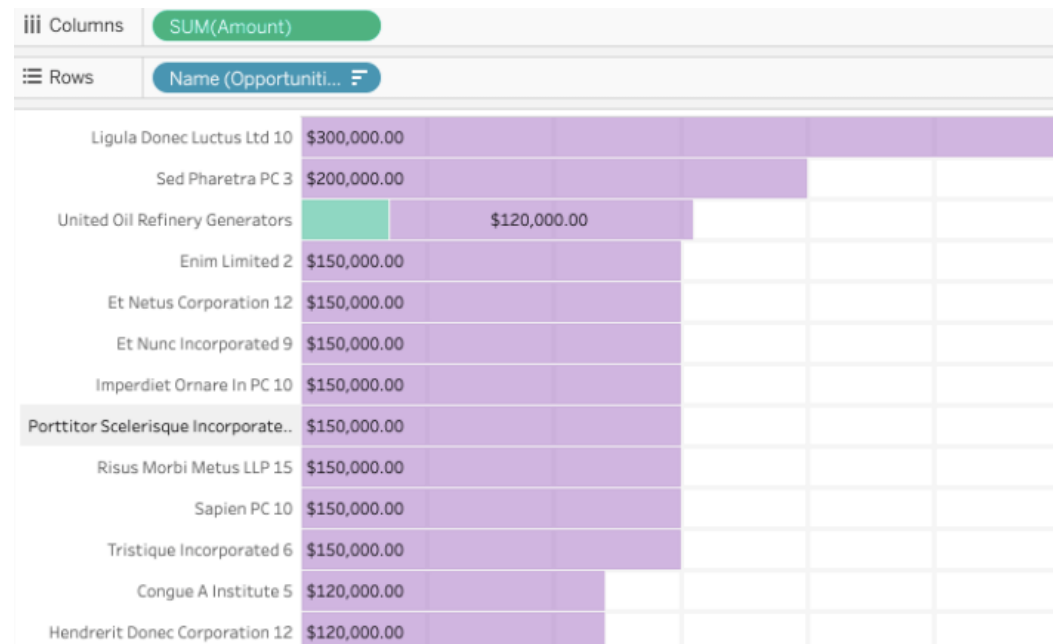 Columns SUM(Amount)
Rows Name (Opportuniti...
Ligula Donec Luctus Ltd 10 $300,000.00
Sed Pharetra PC 3 $200,000.00
United Oil Refinery Generators $120,000.00
Enim Limited 2 $150,000.00
Et Netus Corporation 12 $150,000.00
Et Nunc Incorporated 9 $150,000.00
Imperdiet Ornare In PC 10 $150,000.00
Porttitor Scelerisque Incorporate.. $150,000.00
Risus Morbi Metus LLP 15 $150,000.00
Sapien PC 10 $150,000.00
Tristique Incorporated 6 $150,000.00
Congue A Institute 5 $120,000.00
Hendrerit Donec Corporation 12 $120,000.00